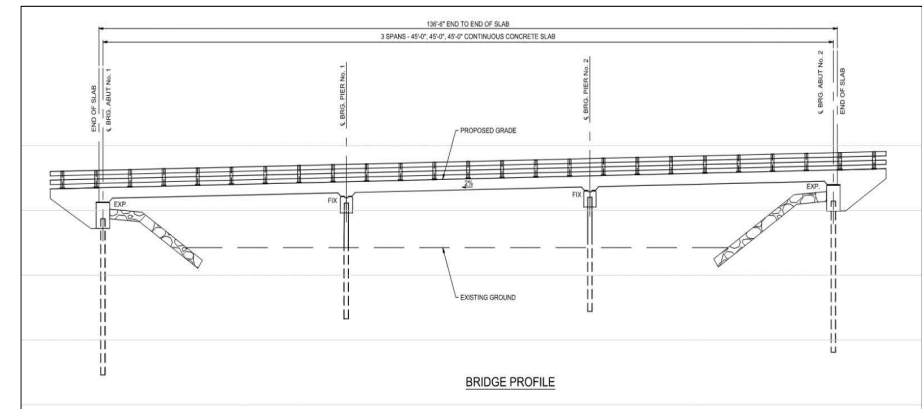 136'-6" END TO END OF SLAB
3 SPANS - 45'-0", 45'-0", 45'-0" CONTINUOUS CONCRETE SLAB
END OF SLAB
℄ BRG. ABUT No. 1
℄ BRG. PIER No. 1
℄ BRG. PIER No. 2
℄ BRG. ABUT No. 2
END OF SLAB
PROPOSED GRADE
EXP.
FIX
FIX
EXP.
EXISTING GROUND
BRIDGE PROFILE